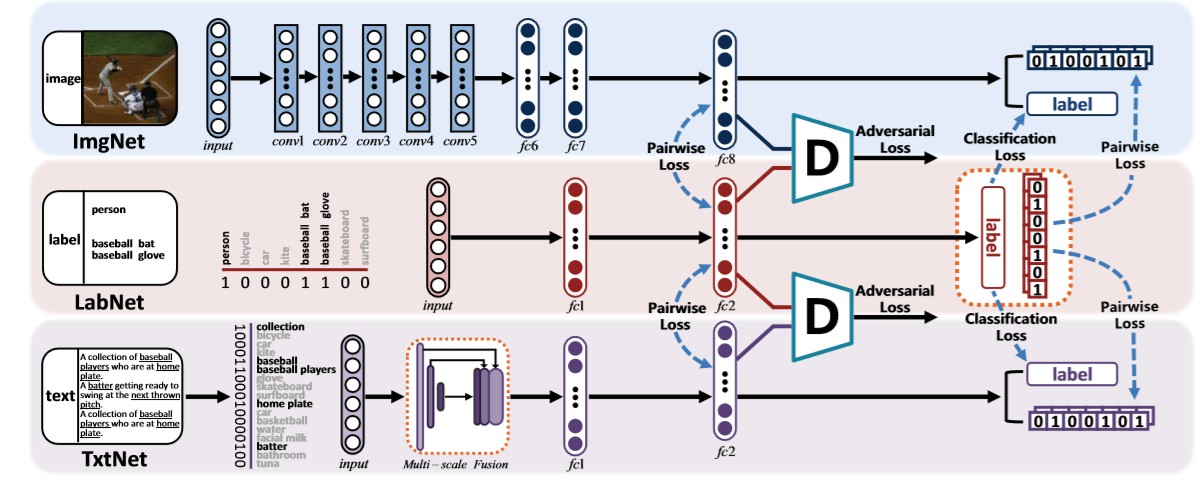 image
ImgNet
input
conv1
conv2
conv3
conv4
conv5
fc6
fc7
fc8
Pairwise
Loss
D
Adversarial
Loss
0 1 0 0 1 0 1
label
Classification
Loss
Pairwise
Loss
label
person
baseball bat
baseball glove
LabNet
person
bicycle
car
kite
baseball bat
baseball glove
skateboard
surfboard
1 0 0 0 1 1 0 0
input
fc1
fc2
label
0
1
0
0
1
0
1
Pairwise
Loss
D
Adversarial
Loss
Classification
Loss
Pairwise
Loss
text
A collection of baseball
players who are at home
plate.
A batter getting ready to
swing at the next thrown
pitch.
A collection of baseball
players who are at home
plate.
TxtNet
10001100010000100
collection
bicycle
car
kite
baseball
baseball players
glove
skateboard
surfboard
home plate
car
basketball
water
facial milk
batter
bathroom
tuna
input
Multi – scale Fusion
fc1
fc2
label
0 1 0 0 1 0 1